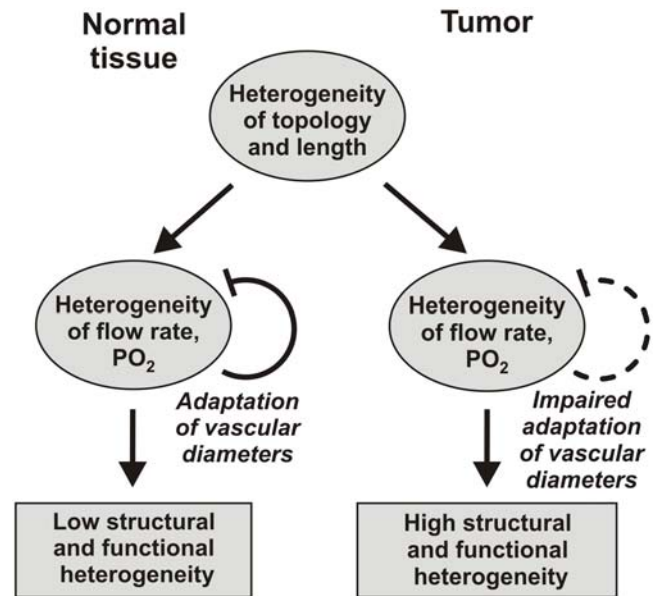 Normal
tissue
Tumor
Heterogeneity
of topology
and length
Heterogeneity
of flow rate,
PO₂
Adaptation
of vascular
diameters
Heterogeneity
of flow rate,
PO₂
Impaired
adaptation
of vascular
diameters
Low structural
and functional
heterogeneity
High structural
and functional
heterogeneity